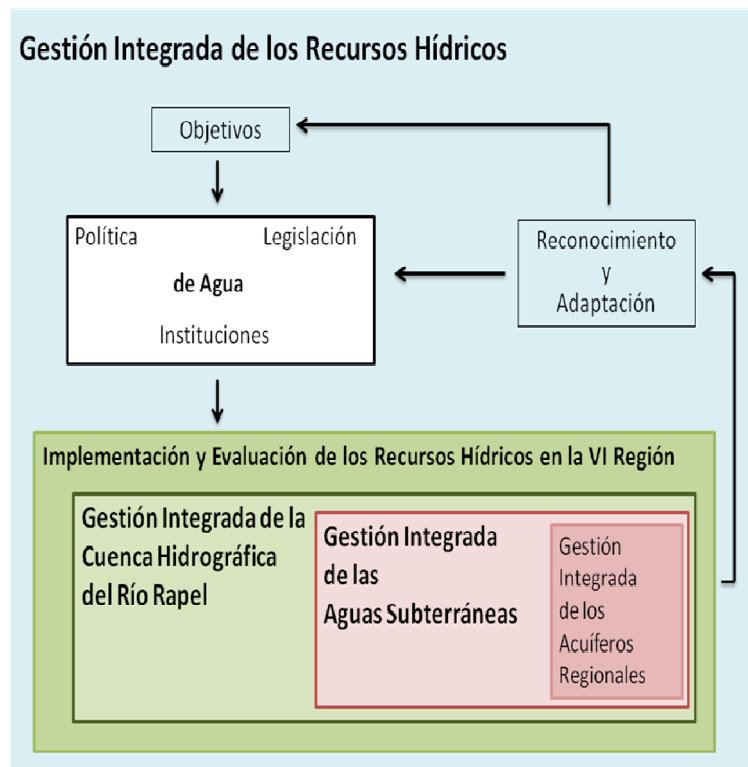 Gestión Integrada de los Recursos Hídricos
Objetivos
Política Legislación
de Agua
Instituciones
Reconocimiento
y
Adaptación
Implementación y Evaluación de los Recursos Hídricos en la VI Región
Gestión Integrada de la
Cuenca Hidrográfica
del Río Rapel
Gestión Integrada
de las
Aguas Subterráneas
Gestión
Integrada
de los
Acuíferos
Regionales